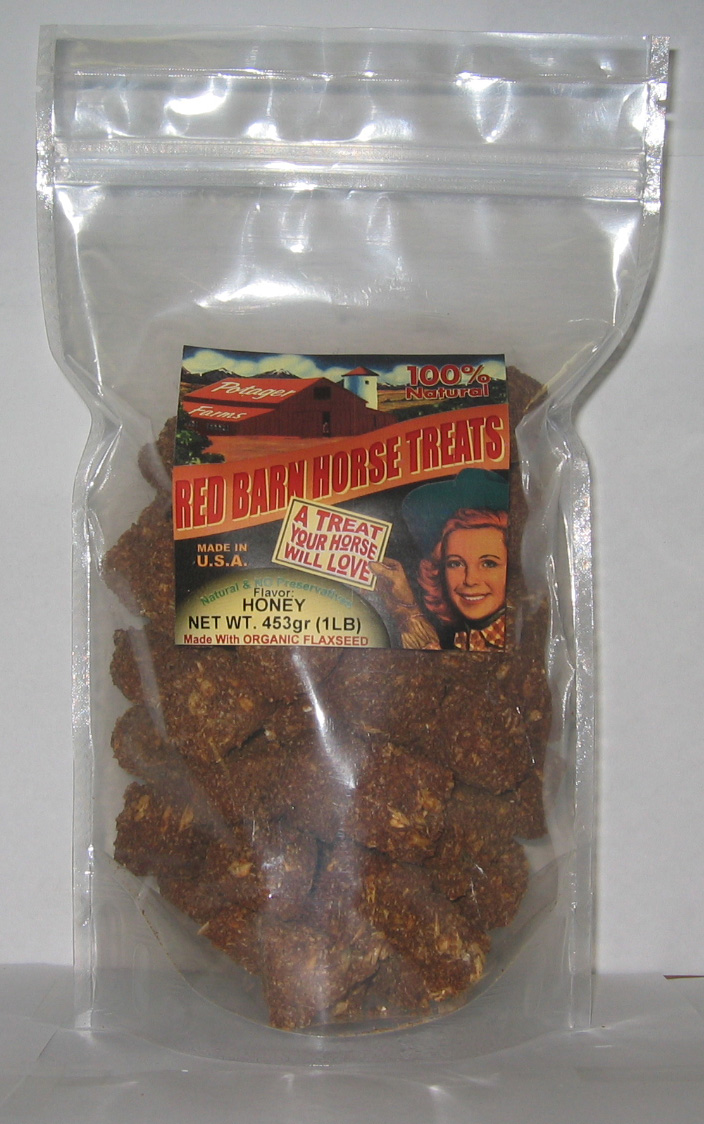 Potager
Farms
100%
Natural
RED BARN HORSE TREATS
A TREAT
YOUR HORSE
WILL LOVE
MADE IN
U.S.A.
Natural & NO Preservatives
Flavor:
HONEY
NET WT. 453gr (1LB)
Made With ORGANIC FLAXSEED